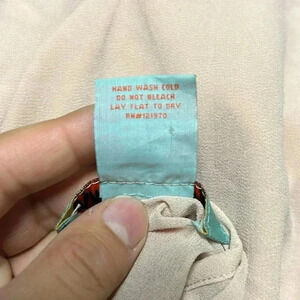 HAND WASH COLD
DO NOT BLEACH
LAY FLAT TO DRY
RN#121970